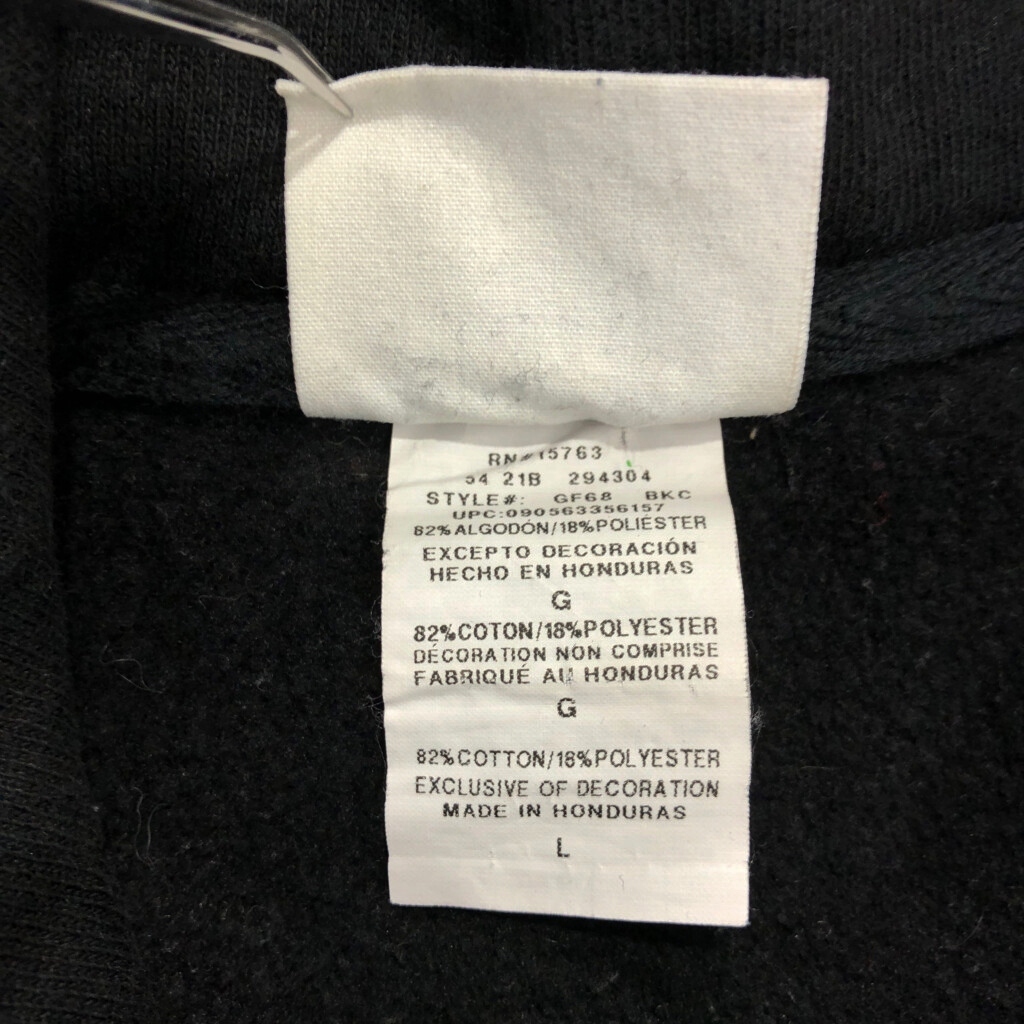 RN#15763
54 21B 294304
STYLE#: GF68 BKC
UPC:090563356157
82%ALGODÓN/18%POLIÉSTER
EXCEPTO DECORACIÓN
HECHO EN HONDURAS
G
82%COTON/18%POLYESTER
DÉCORATION NON COMPRISE
FABRIQUÉ AU HONDURAS
G
82%COTTON/18%POLYESTER
EXCLUSIVE OF DECORATION
MADE IN HONDURAS
L